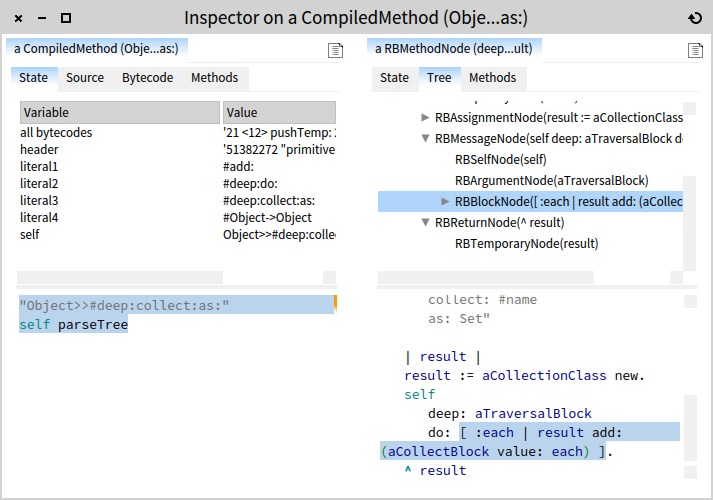 Inspector on a CompiledMethod (Obje...as:)
a CompiledMethod (Obje...as:)
State Source Bytecode Methods
Variable Value
all bytecodes '21 <12> pushTemp:
header '51382272 "primitive
literal1 #add:
literal2 #deep:do:
literal3 #deep:collect:as:
literal4 #Object->Object
self Object>>#deep:colle
"Object>>#deep:collect:as:"
self parseTree
a RBMethodNode (deep...ult)
State Tree Methods
RBAssignmentNode(result := aCollectionClass
RBMessageNode(self deep: aTraversalBlock do
RBSelfNode(self)
RBArgumentNode(aTraversalBlock)
RBBlockNode([ :each | result add: (aCollec
RBReturnNode(^ result)
RBTemporaryNode(result)
collect: #name
as: Set"
| result |
result := aCollectionClass new.
self
deep: aTraversalBlock
do: [ :each | result add:
(aCollectBlock value: each) ].
^ result